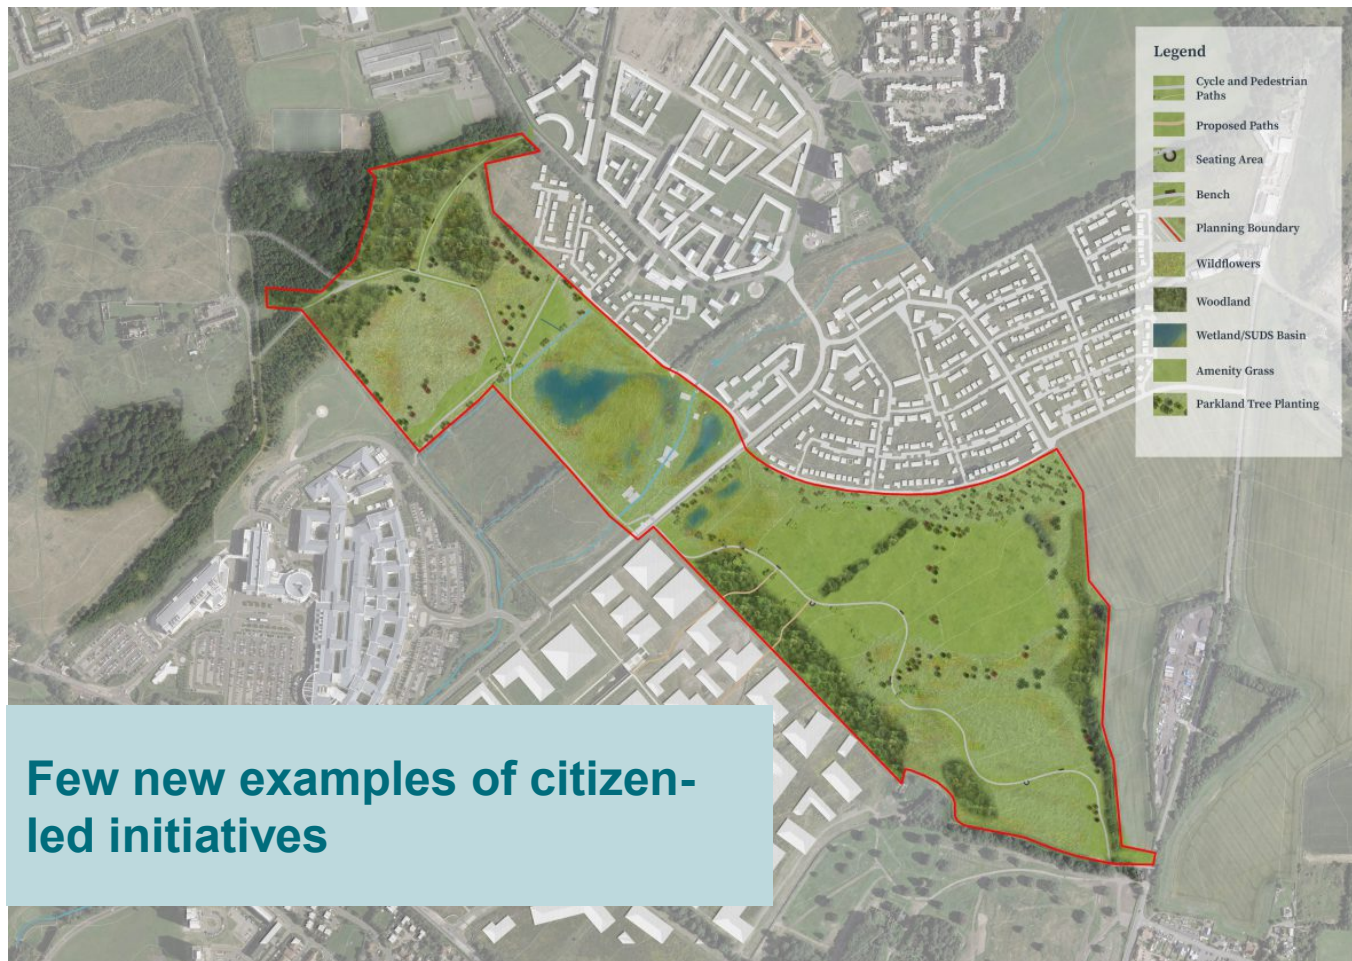 Legend
Cycle and Pedestrian
Paths
Proposed Paths
Seating Area
Bench
Planning Boundary
Wildflowers
Woodland
Wetland/SUDS Basin
Amenity Grass
Parkland Tree Planting
Few new examples of citizen-
led initiatives